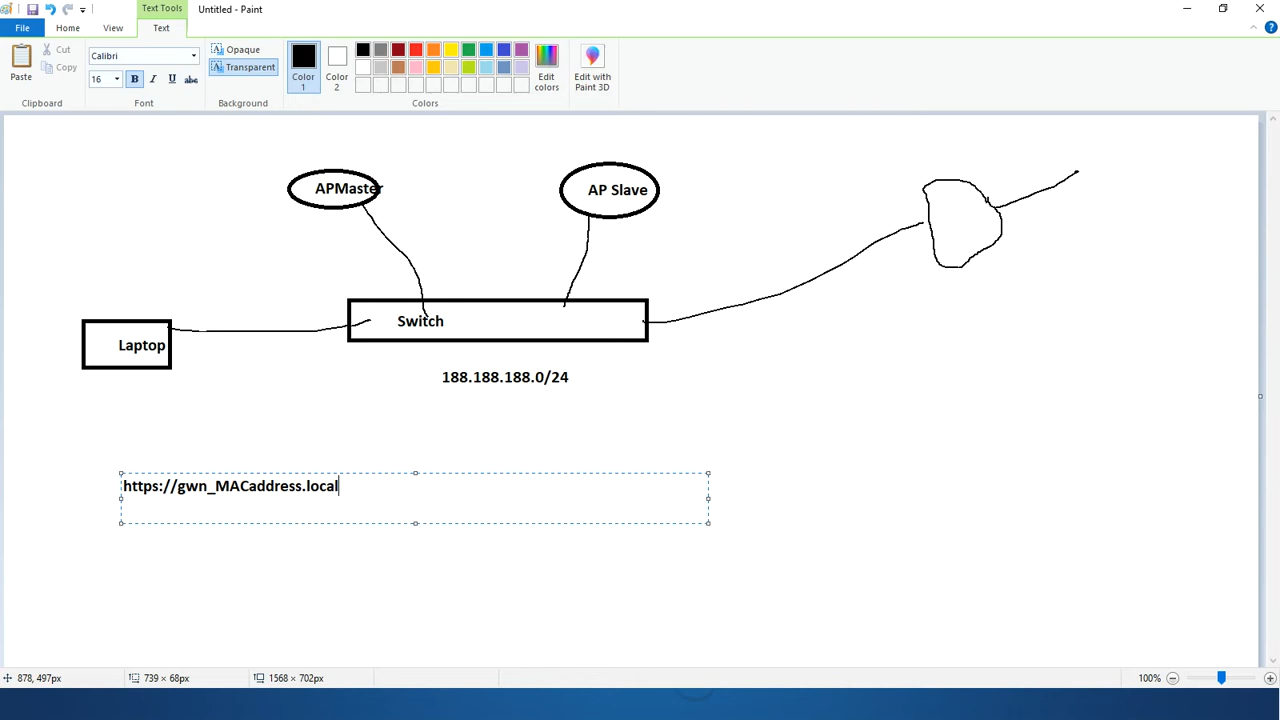 Text Tools
Untitled - Paint
File
Home
View
Text
Paste
Cut
Copy
Clipboard
Calibri
16
B
I
U
abc
Font
Opaque
Transparent
Background
Color
1
Color
2
Edit
colors
Colors
Edit with
Paint 3D
APMaster
AP Slave
Switch
Laptop
188.188.188.0/24
https://gwn_MACaddress.local
878, 497px
739 × 68px
1568 × 702px
100%